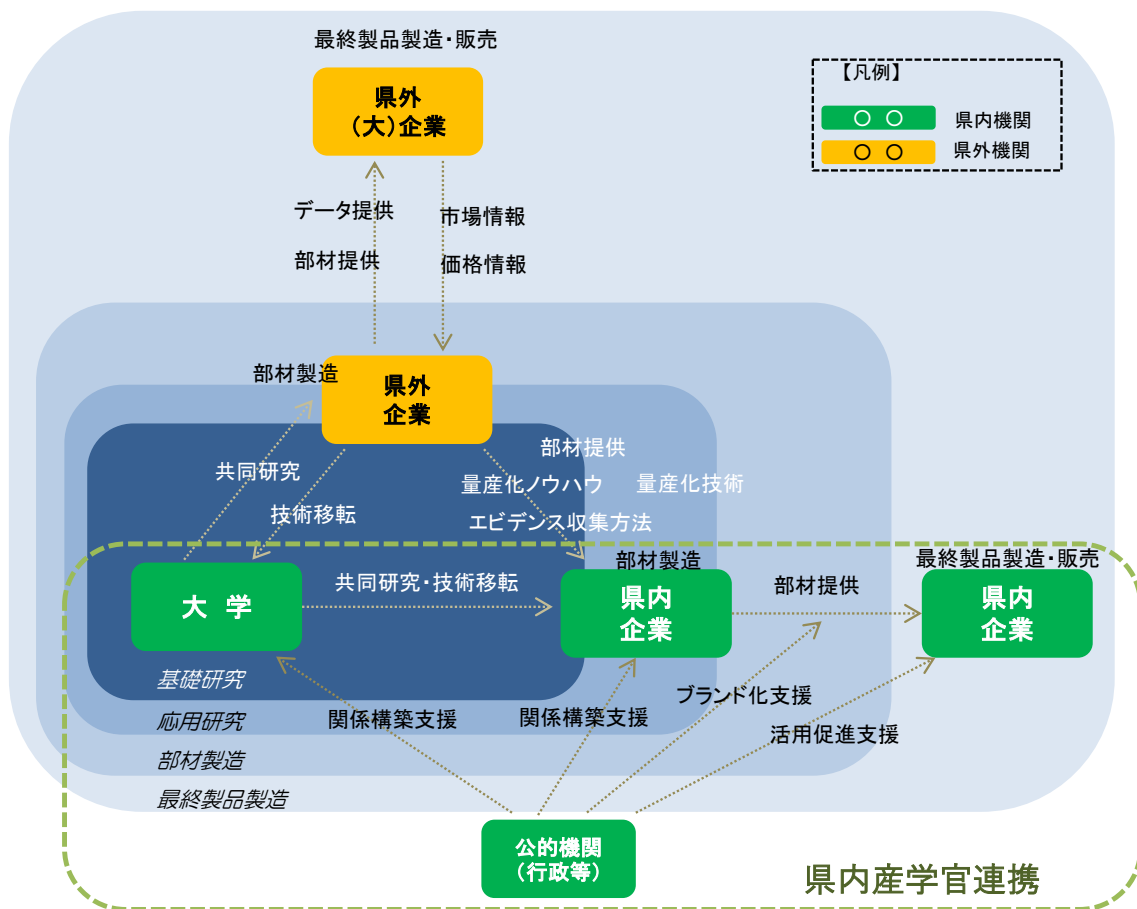 最終製品製造・販売
県外
(大)企業
【凡例】
○ ○
県内機関
○ ○
県外機関
データ提供
市場情報
部材提供
価格情報
部材製造
県外
企業
共同研究
技術移転
部材提供
量産化ノウハウ
量産化技術
エビデンス収集方法
部材製造
最終製品製造・販売
大 学
共同研究・技術移転
県内
企業
部材提供
県内
企業
基礎研究
応用研究
部材製造
最終製品製造
関係構築支援
関係構築支援
ブランド化支援
活用促進支援
公的機関
(行政等)
県内産学官連携